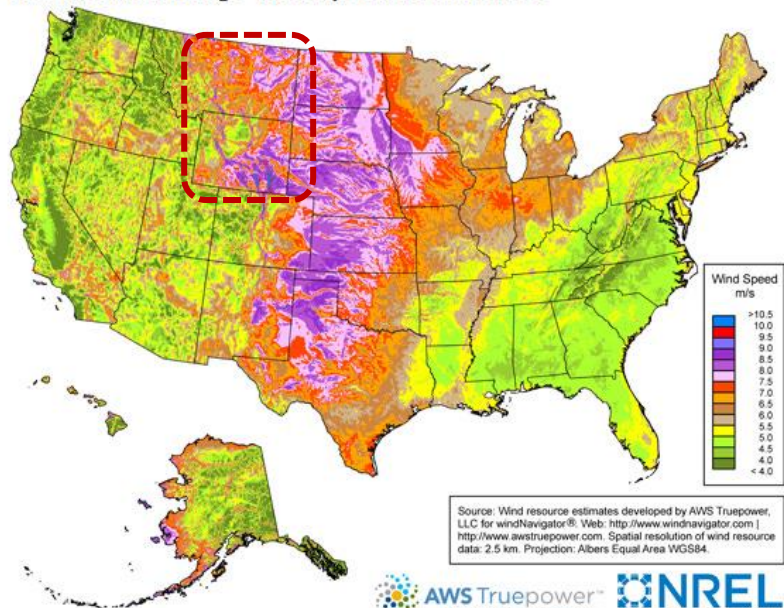 Wind Speed
m/s
>10.5
10.0
9.5
9.0
8.5
8.0
7.5
7.0
6.5
6.0
5.5
5.0
4.5
4.0
< 4.0
Source: Wind resource estimates developed by AWS Truepower,
LLC for windNavigator®. Web: http://www.windnavigator.com |
http://www.awstruepower.com. Spatial resolution of wind resource
data: 2.5 km. Projection: Albers Equal Area WGS84.
AWS Truepower™
NREL